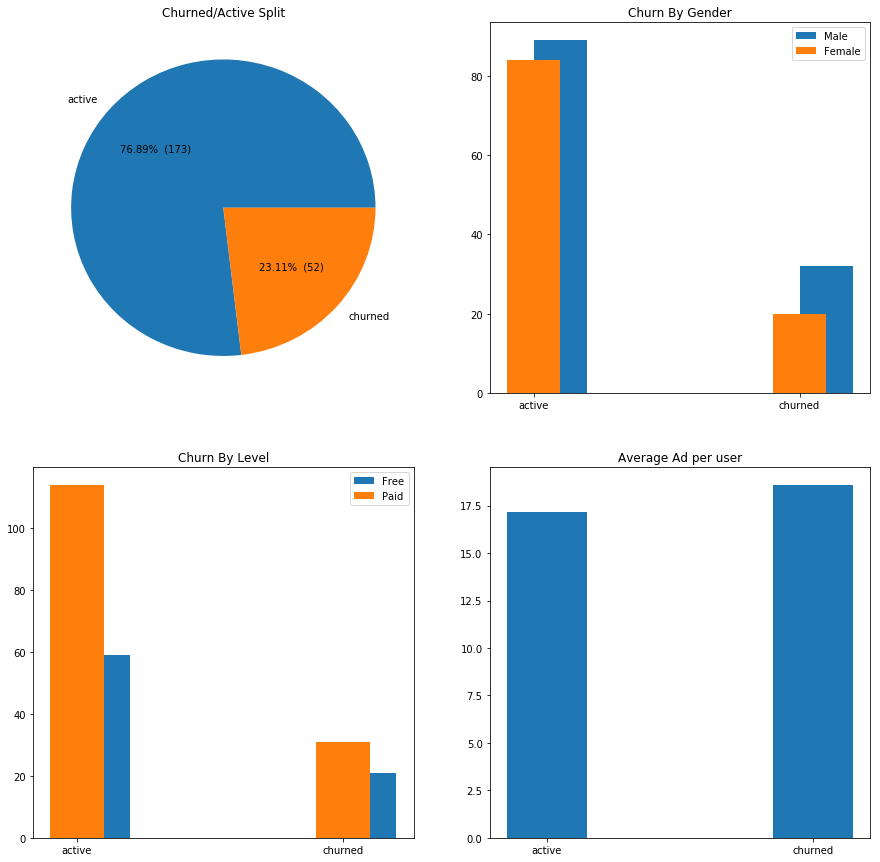 Churned/Active Split
active
76.89% (173)
23.11% (52)
churned
Churn By Gender
Male
Female
80
60
40
20
0
active churned
Churn By Level
Free
Paid
100
80
60
40
20
0
active churned
Average Ad per user
17.5
15.0
12.5
10.0
7.5
5.0
2.5
0.0
active churned